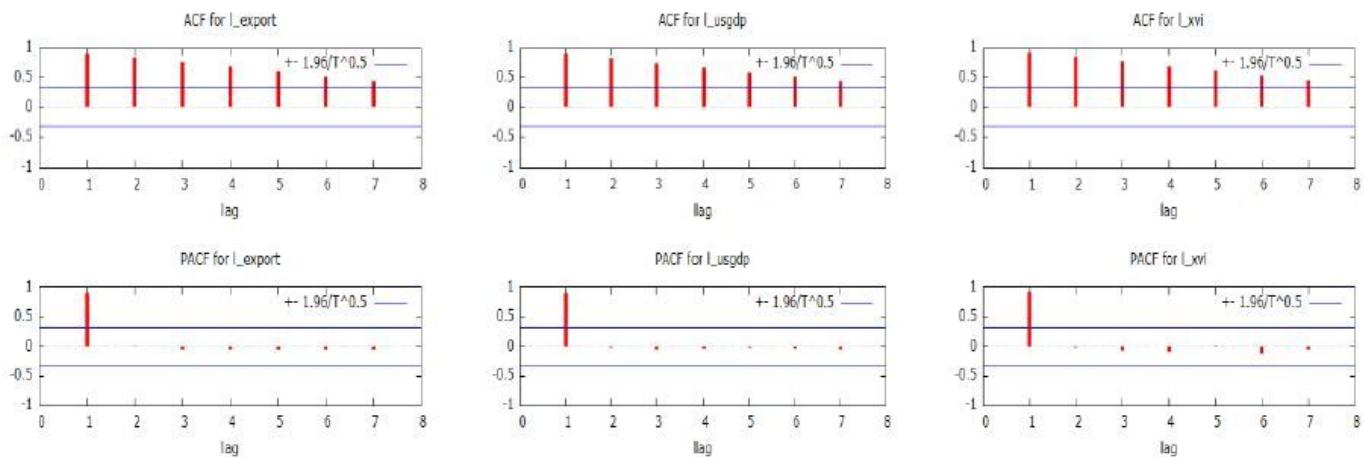 ACF for l_export
+- 1.96/T^0.5
1
0.5
0
-0.5
-1
0 1 2 3 4 5 6 7 8
lag
ACF for l_usgdp
+- 1.96/T^0.5
1
0.5
0
-0.5
-1
0 1 2 3 4 5 6 7 8
lag
ACF for l_xvi
+- 1.96/T^0.5
1
0.5
0
-0.5
-1
0 1 2 3 4 5 6 7 8
lag
PACF for l_export
+- 1.96/T^0.5
1
0.5
0
-0.5
-1
0 1 2 3 4 5 6 7 8
lag
PACF for l_usgdp
+- 1.96/T^0.5
1
0.5
0
-0.5
-1
0 1 2 3 4 5 6 7 8
lag
PACF for l_xvi
+- 1.96/T^0.5
1
0.5
0
-0.5
-1
0 1 2 3 4 5 6 7 8
lag